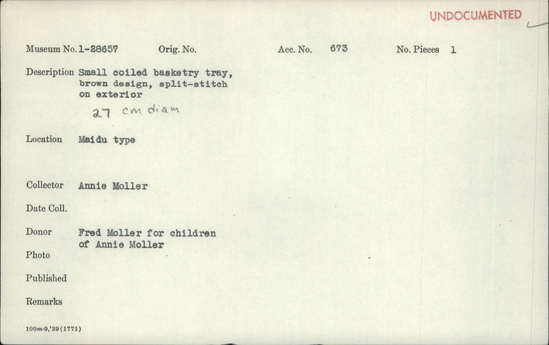 UNDOCUMENTED
Museum No. 1-28657 Orig. No. Acc. No. 673 No. Pieces 1
Description Small coiled basketry tray,
brown design, split-stitch
on exterior
27 cm diam
Location Maidu type
Collector Annie Moller
Date Coll.
Donor Fred Moller for children
of Annie Moller
Photo
Published
Remarks
100m-9,'39(1771)